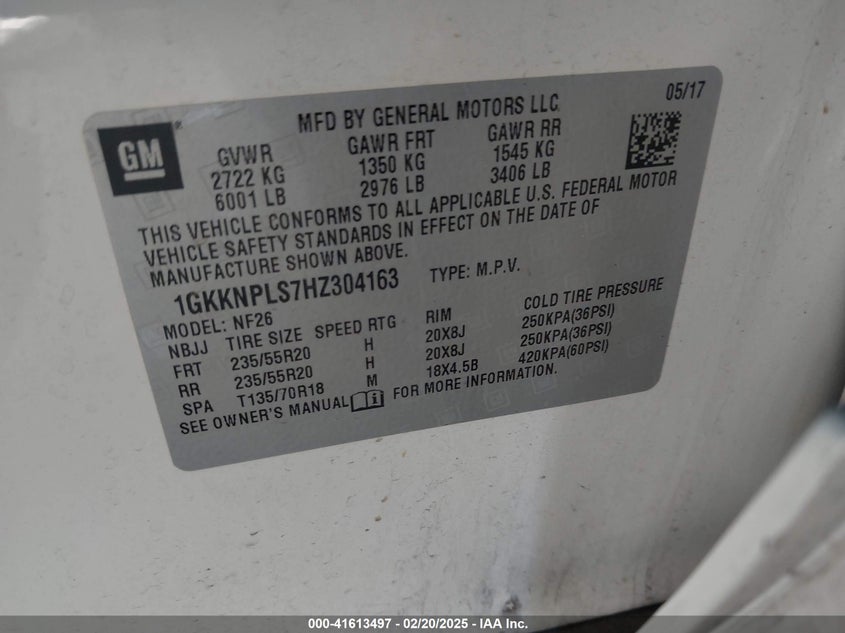 GM
MFD BY GENERAL MOTORS LLC 05/17
GVWR GAWR FRT GAWR RR
2722 KG 1350 KG 1545 KG
6001 LB 2976 LB 3406 LB
THIS VEHICLE CONFORMS TO ALL APPLICABLE U.S. FEDERAL MOTOR
VEHICLE SAFETY STANDARDS IN EFFECT ON THE DATE OF
MANUFACTURE SHOWN ABOVE.
1GKKNPLS7HZ304163 TYPE: M.P.V.
MODEL: NF26
NBJJ TIRE SIZE SPEED RTG RIM COLD TIRE PRESSURE
FRT 235/55R20 H 20X8J 250KPA(36PSI)
RR 235/55R20 H 20X8J 250KPA(36PSI)
SPA T135/70R18 M 18X4.5B 420KPA(60PSI)
SEE OWNER'S MANUAL FOR MORE INFORMATION.
000-41613497 - 02/20/2025 - IAA Inc.